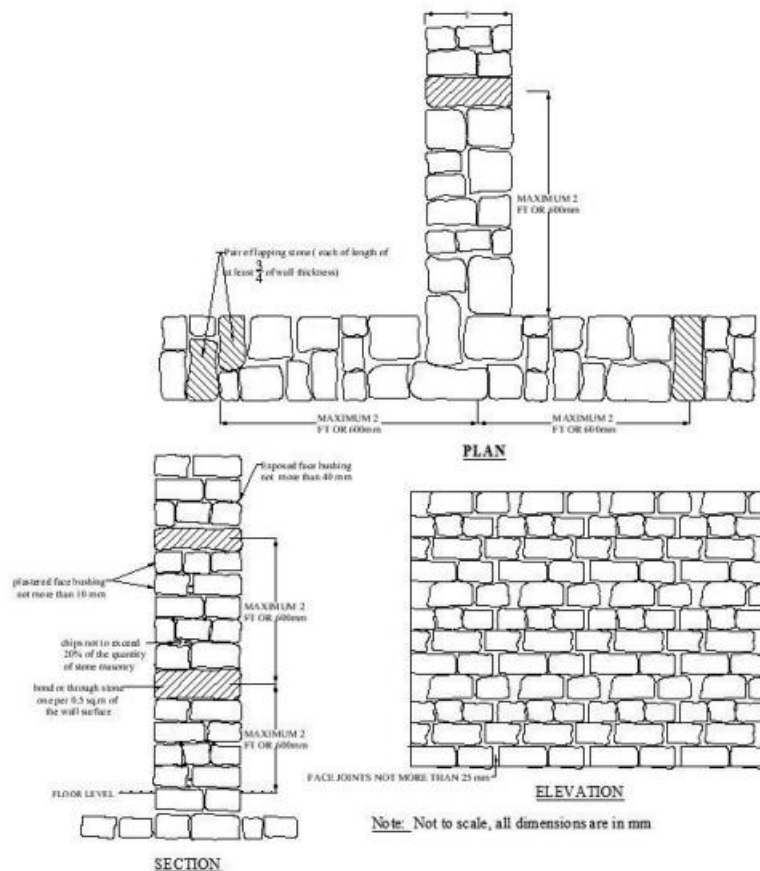 MAXIMUM 2
FT OR 600mm
Pair of lapping stone ( each of length of
at least 3/4 of wall thickness)
MAXIMUM 2
FT OR 600mm
MAXIMUM 2
FT OR 600mm
PLAN
Exposed face bushing
not more than 40 mm
plastered face bushing
not more than 10 mm
MAXIMUM 2
FT OR 600mm
chips not to exceed
20% of the quantity
of stone masonry
bond or through stone
one per 0.5 sq.m of
the wall surface
MAXIMUM 2
FT OR 600mm
FLOOR LEVEL
FACE JOINTS NOT MORE THAN 25 mm
ELEVATION
Note: Not to scale, all dimensions are in mm
SECTION